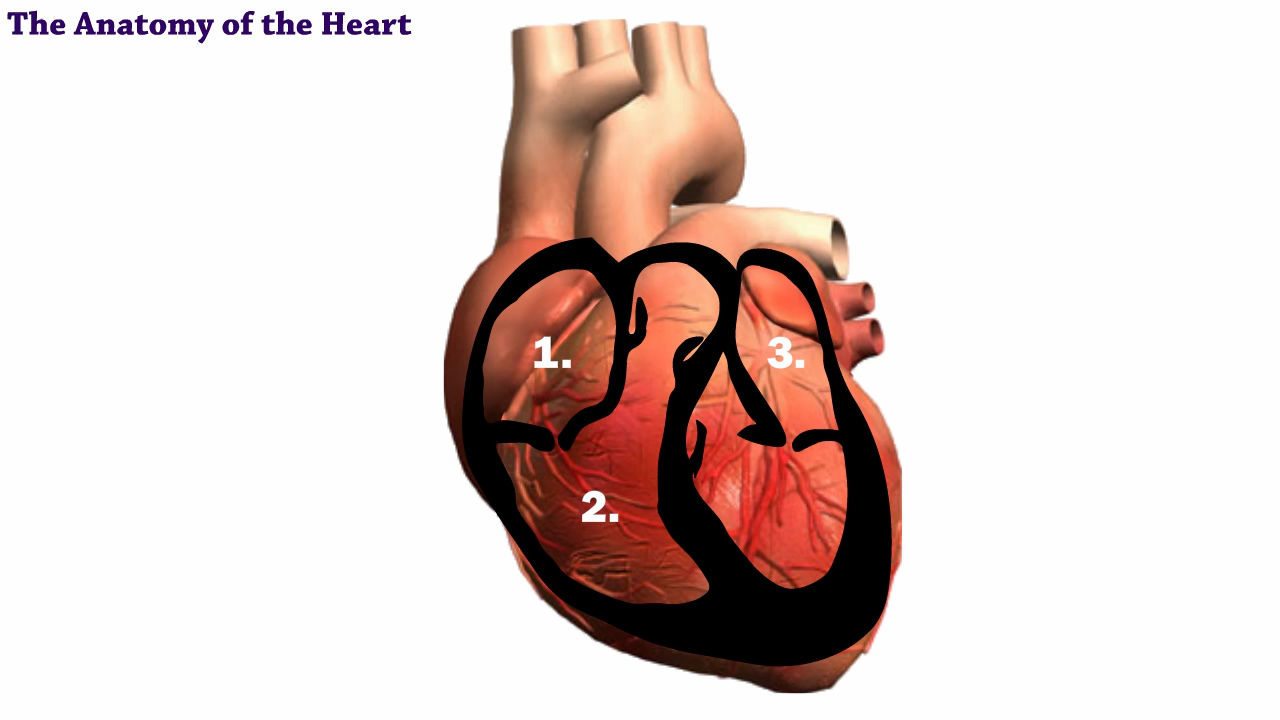 The Anatomy of the Heart
1.
3.
2.